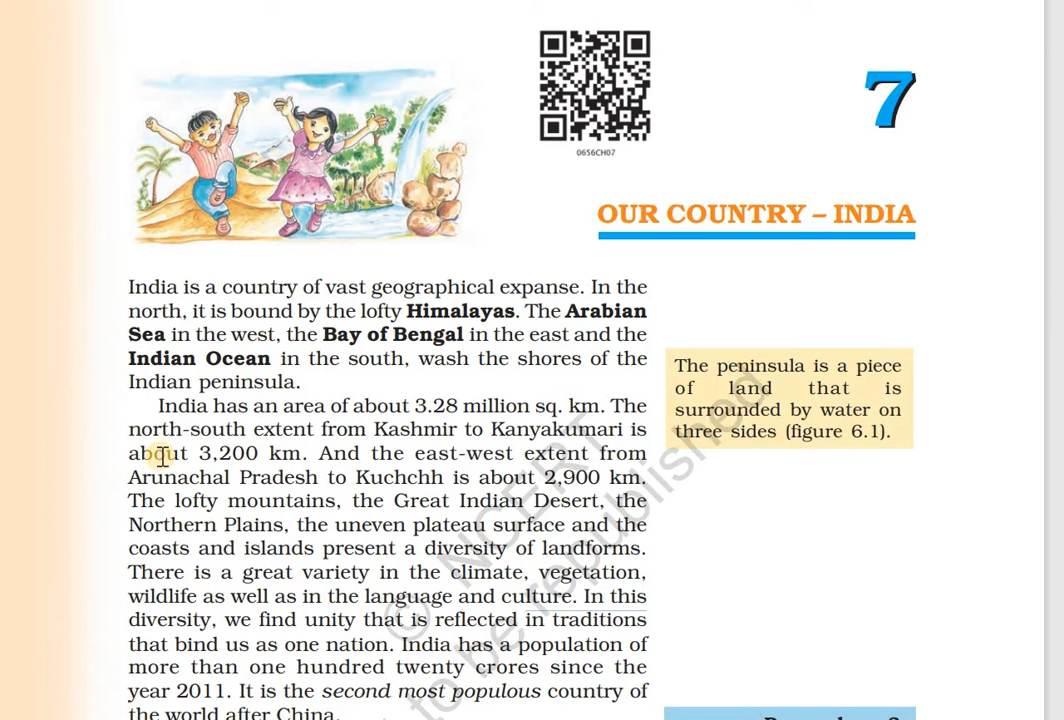 0656CH07
7
OUR COUNTRY – INDIA
India is a country of vast geographical expanse. In the
north, it is bound by the lofty Himalayas. The Arabian
Sea in the west, the Bay of Bengal in the east and the
Indian Ocean in the south, wash the shores of the
Indian peninsula.
India has an area of about 3.28 million sq. km. The
north-south extent from Kashmir to Kanyakumari is
about 3,200 km. And the east-west extent from
Arunachal Pradesh to Kuchchh is about 2,900 km.
The lofty mountains, the Great Indian Desert, the
Northern Plains, the uneven plateau surface and the
coasts and islands present a diversity of landforms.
There is a great variety in the climate, vegetation,
wildlife as well as in the language and culture. In this
diversity, we find unity that is reflected in traditions
that bind us as one nation. India has a population of
more than one hundred twenty crores since the
year 2011. It is the second most populous country of
the world after China.
The peninsula is a piece
of land that is
surrounded by water on
three sides (figure 6.1).
© NCERT
to be republished